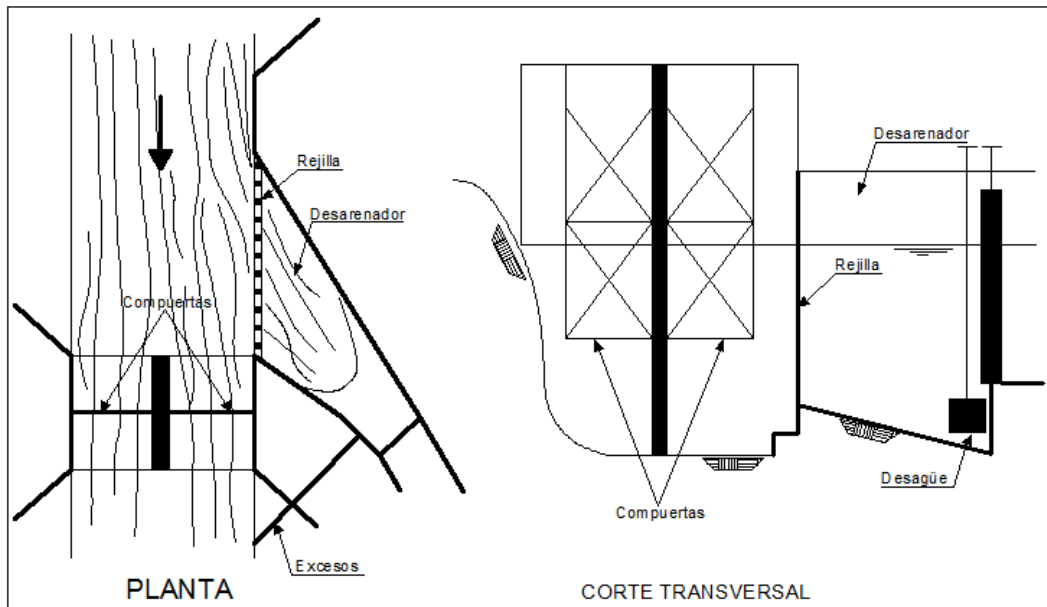 Rejilla
Desarenador
Compuertas
Excesos
PLANTA
Desarenador
Rejilla
Desagüe
Compuertas
CORTE TRANSVERSAL